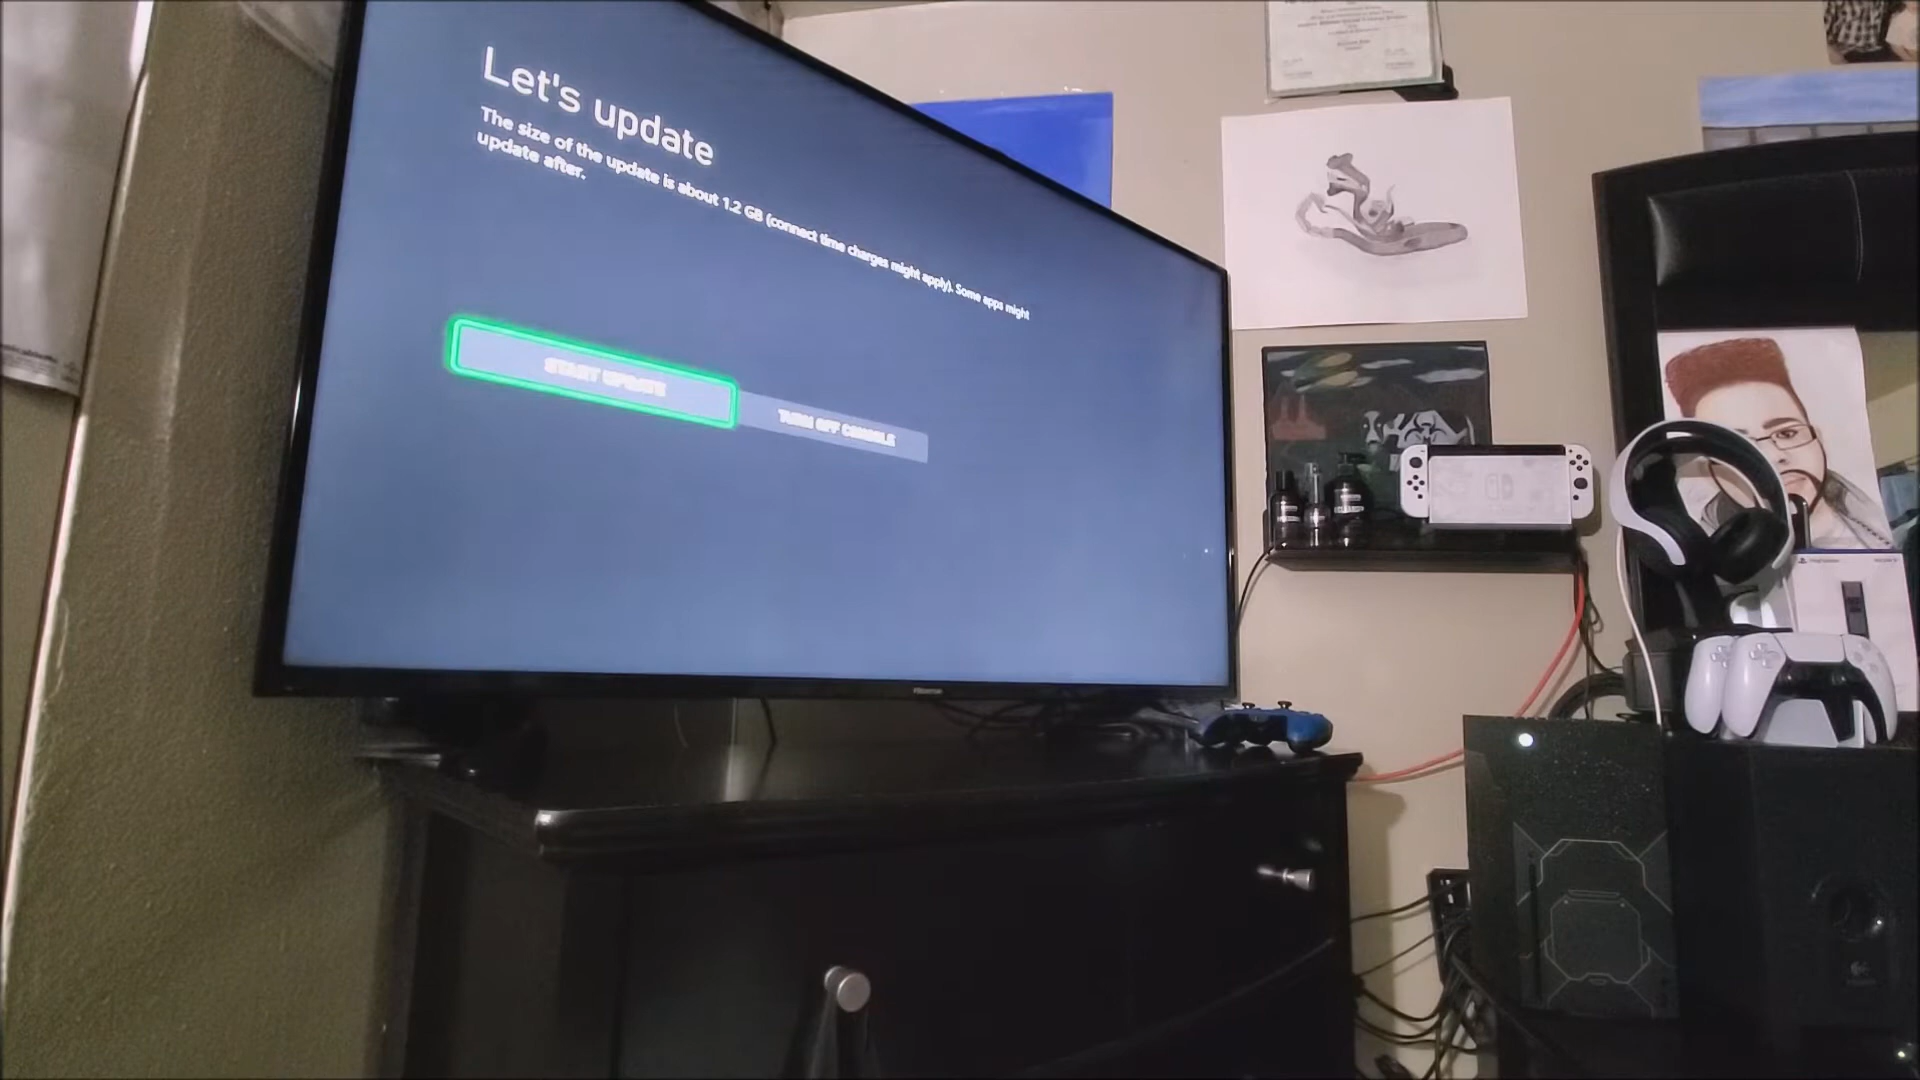 Let's update
The size of the update is about 1.2 GB (connect time charges might apply). Some apps might
update after.
START UPDATE
TURN OFF CONSOLE
Hisense